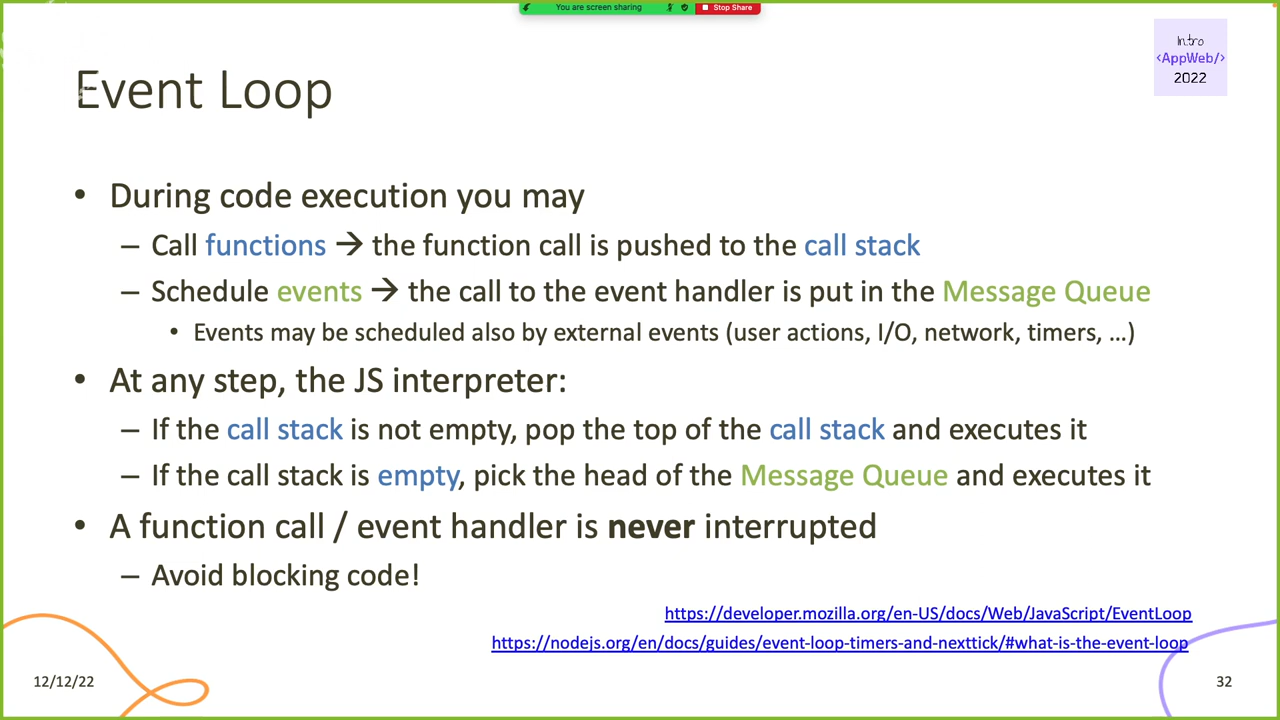 You are screen sharing
Stop Share
Intro
<AppWeb/>
2022
Event Loop
• During code execution you may
– Call functions → the function call is pushed to the call stack
– Schedule events → the call to the event handler is put in the Message Queue
• Events may be scheduled also by external events (user actions, I/O, network, timers, …)
• At any step, the JS interpreter:
– If the call stack is not empty, pop the top of the call stack and executes it
– If the call stack is empty, pick the head of the Message Queue and executes it
• A function call / event handler is never interrupted
– Avoid blocking code!
https://developer.mozilla.org/en-US/docs/Web/JavaScript/EventLoop
https://nodejs.org/en/docs/guides/event-loop-timers-and-nexttick/#what-is-the-event-loop
12/12/22
32